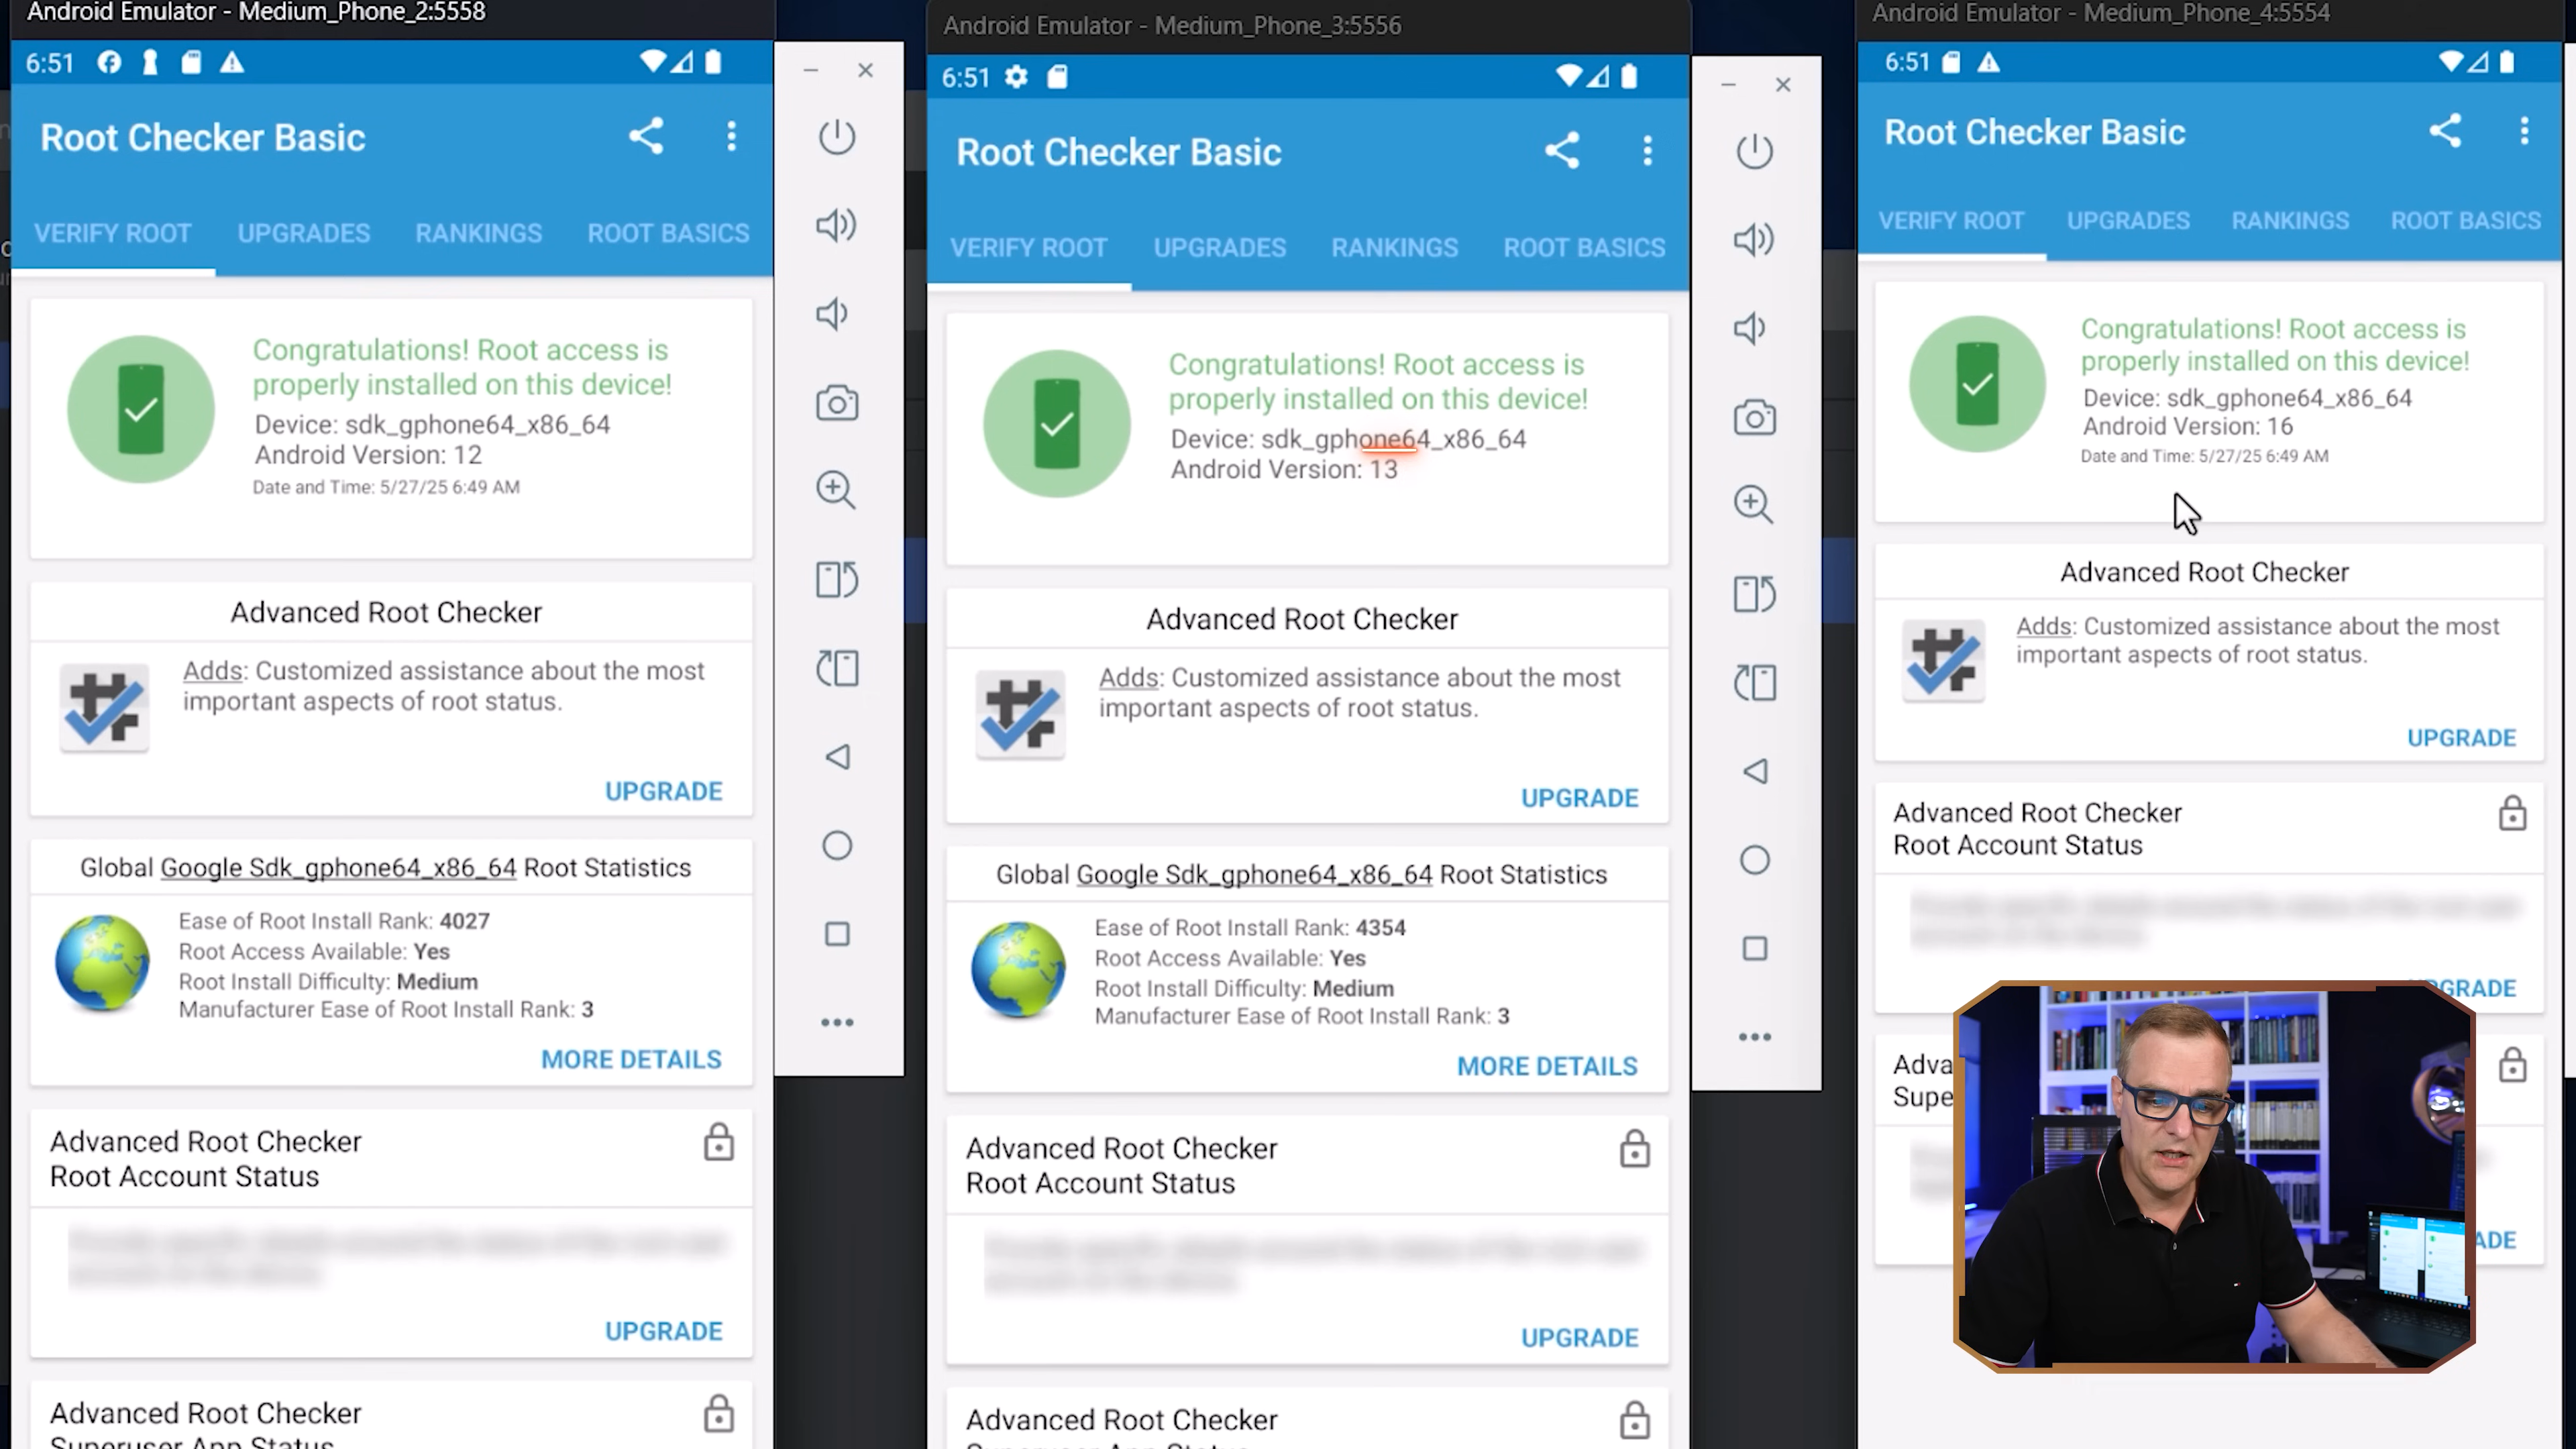 Android Emulator - Medium_Phone_2:5558
6:51
Root Checker Basic
VERIFY ROOT UPGRADES RANKINGS ROOT BASICS
Congratulations! Root access is
properly installed on this device!
Device: sdk_gphone64_x86_64
Android Version: 12
Date and Time: 5/27/25 6:49 AM
Advanced Root Checker
Adds: Customized assistance about the most
important aspects of root status.
UPGRADE
Global Google Sdk_gphone64_x86_64 Root Statistics
Ease of Root Install Rank: 4027
Root Access Available: Yes
Root Install Difficulty: Medium
Manufacturer Ease of Root Install Rank: 3
MORE DETAILS
Advanced Root Checker
Root Account Status
UPGRADE
Advanced Root Checker
Superuser App Status
Android Emulator - Medium_Phone_3:5556
6:51
Root Checker Basic
VERIFY ROOT UPGRADES RANKINGS ROOT BASICS
Congratulations! Root access is
properly installed on this device!
Device: sdk_gphone64_x86_64
Android Version: 13
Advanced Root Checker
Adds: Customized assistance about the most
important aspects of root status.
UPGRADE
Global Google Sdk_gphone64_x86_64 Root Statistics
Ease of Root Install Rank: 4354
Root Access Available: Yes
Root Install Difficulty: Medium
Manufacturer Ease of Root Install Rank: 3
MORE DETAILS
Advanced Root Checker
Root Account Status
UPGRADE
Advanced Root Checker
Android Emulator - Medium_Phone_4:5554
6:51
Root Checker Basic
VERIFY ROOT UPGRADES RANKINGS ROOT BASICS
Congratulations! Root access is
properly installed on this device!
Device: sdk_gphone64_x86_64
Android Version: 16
Date and Time: 5/27/25 6:49 AM
Advanced Root Checker
Adds: Customized assistance about the most
important aspects of root status.
UPGRADE
Advanced Root Checker
Root Account Status
GRADE
Adva
Supe
ADE